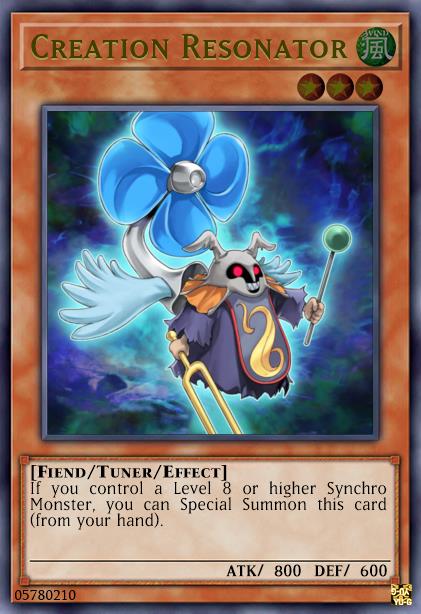 CREATION RESONATOR
WIND
風
[FIEND/TUNER/EFFECT]
If you control a Level 8 or higher Synchro
Monster, you can Special Summon this card
(from your hand).
ATK/ 800 DEF/ 600
05780210